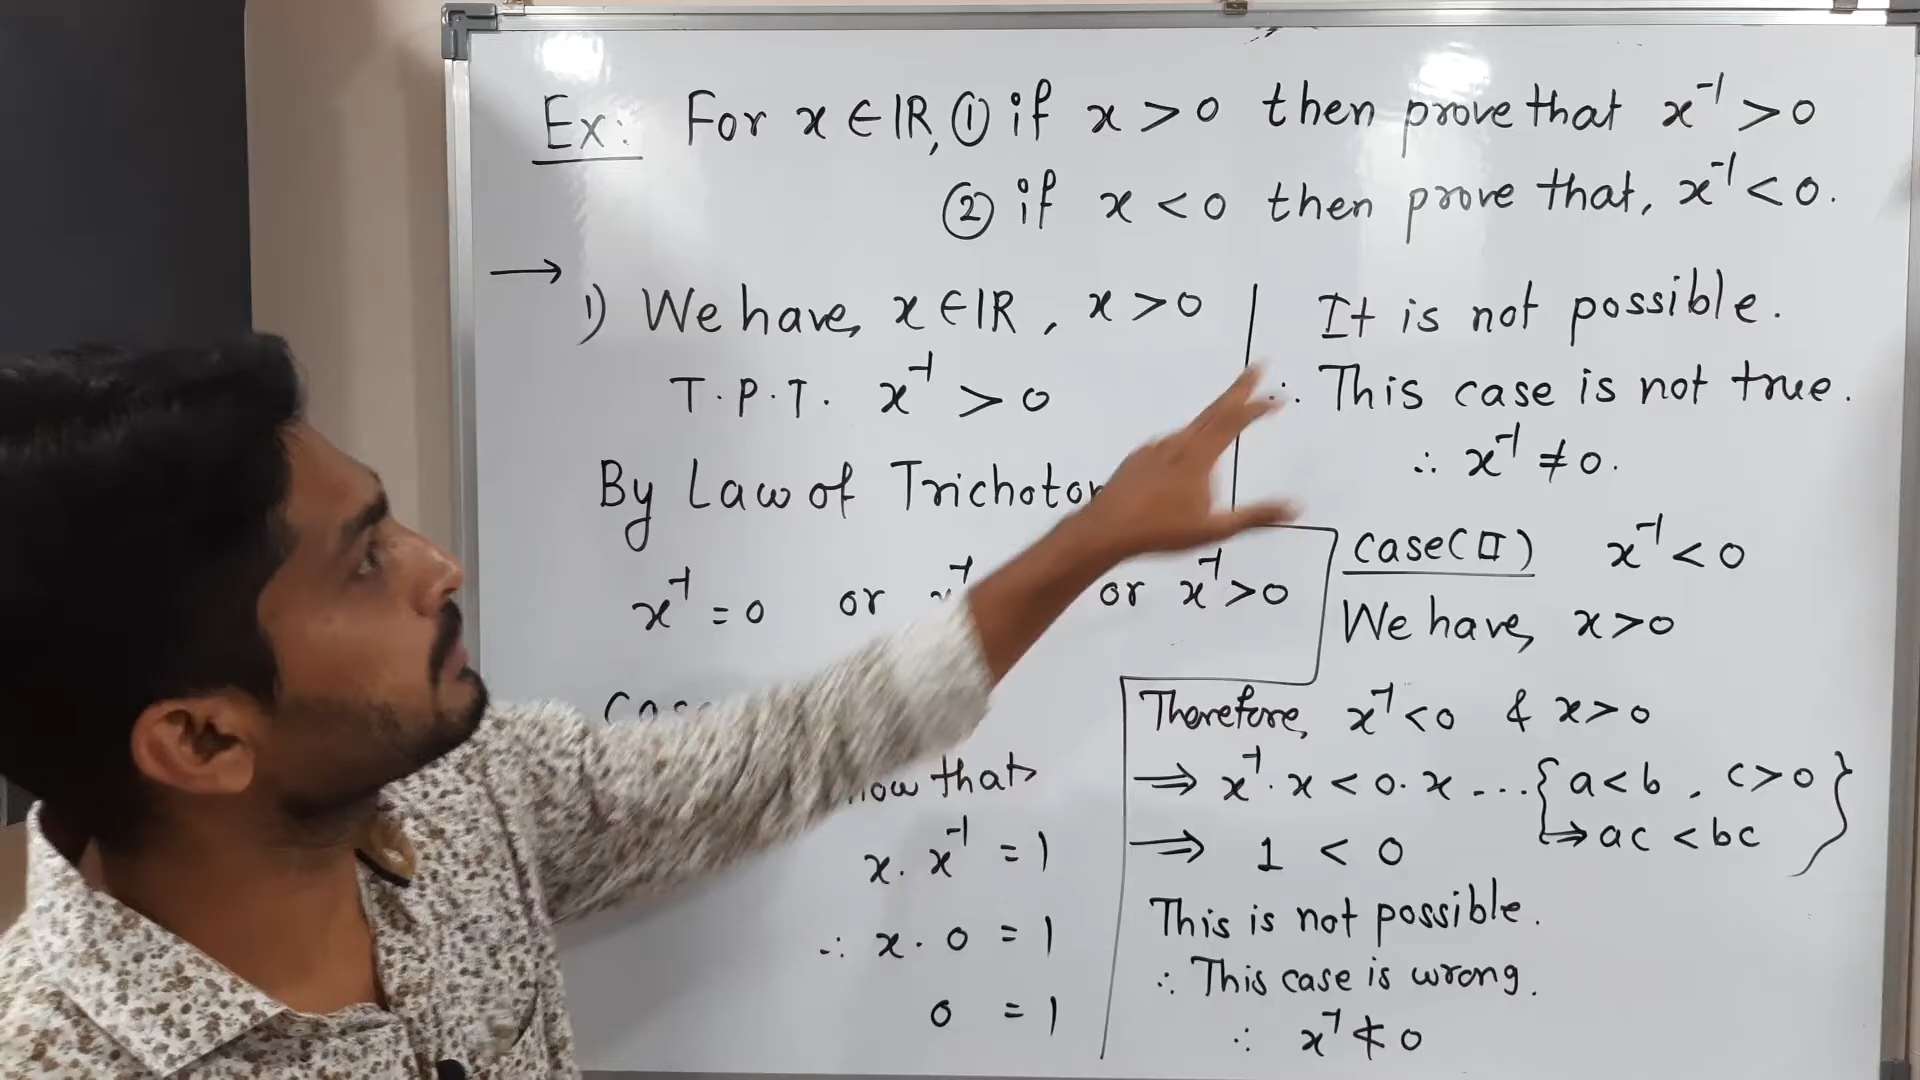 Ex: For x ∈ IR, ① if x > 0 then prove that x⁻¹ > 0
② if x < 0 then prove that, x⁻¹ < 0.
→
1) We have, x ∈ IR, x > 0
T.P.T. x⁻¹ > 0
By Law of
x⁻¹ = 0 or or x⁻¹ > 0
that
x. x⁻¹ = 1
∴ x. 0 = 1
0 = 1
It is not possible.
∴ This case is not true.
∴ x⁻¹ ≠ 0.
case(II) x⁻¹ < 0
We have, x > 0
Therefore, x⁻¹ < 0 & x > 0
⟹ x⁻¹. x < 0. x ... { a < b , c > 0
⟹ ac < bc }
⟹ 1 < 0
This is not possible.
∴ This case is wrong.
∴ x⁻¹ ≮ 0